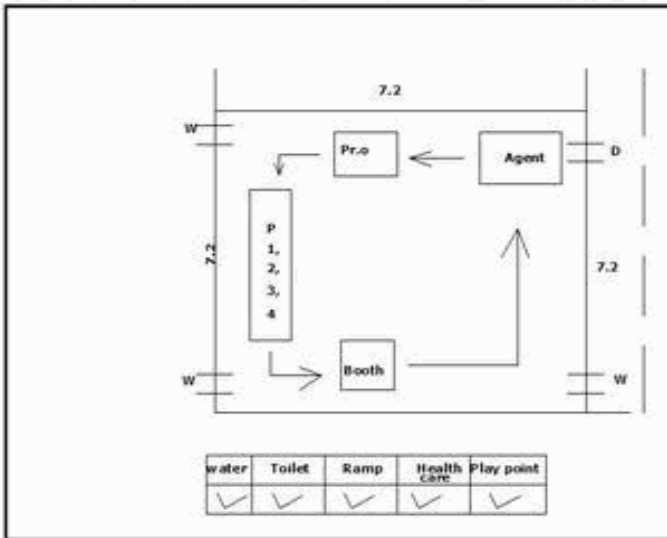 7.2
W
Pr.o
Agent
D
P
1,
2,
3,
4
7.2
7.2
Booth
W
W
water Toilet Ramp Health care Play point